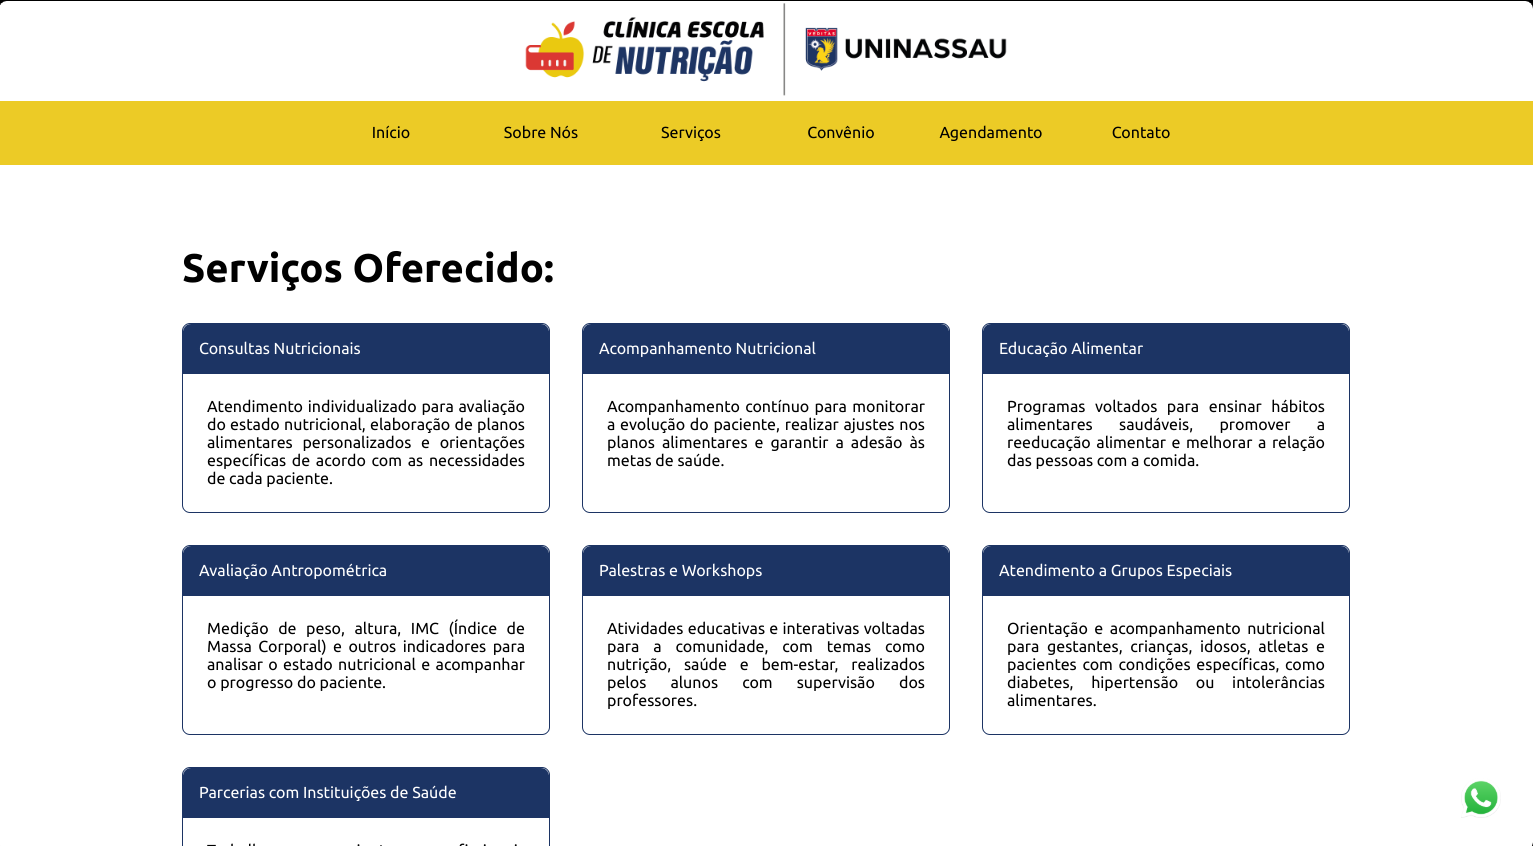 CLÍNICA ESCOLA
DE NUTRIÇÃO
VERITAS
UNINASSAU
Início Sobre Nós Serviços Convênio Agendamento Contato
Serviços Oferecido:
Consultas Nutricionais
Atendimento individualizado para avaliação
do estado nutricional, elaboração de planos
alimentares personalizados e orientações
específicas de acordo com as necessidades
de cada paciente.
Acompanhamento Nutricional
Acompanhamento contínuo para monitorar
a evolução do paciente, realizar ajustes nos
planos alimentares e garantir a adesão às
metas de saúde.
Educação Alimentar
Programas voltados para ensinar hábitos
alimentares saudáveis, promover a
reeducação alimentar e melhorar a relação
das pessoas com a comida.
Avaliação Antropométrica
Medição de peso, altura, IMC (Índice de
Massa Corporal) e outros indicadores para
analisar o estado nutricional e acompanhar
o progresso do paciente.
Palestras e Workshops
Atividades educativas e interativas voltadas
para a comunidade, com temas como
nutrição, saúde e bem-estar, realizados
pelos alunos com supervisão dos
professores.
Atendimento a Grupos Especiais
Orientação e acompanhamento nutricional
para gestantes, crianças, idosos, atletas e
pacientes com condições específicas, como
diabetes, hipertensão ou intolerâncias
alimentares.
Parcerias com Instituições de Saúde